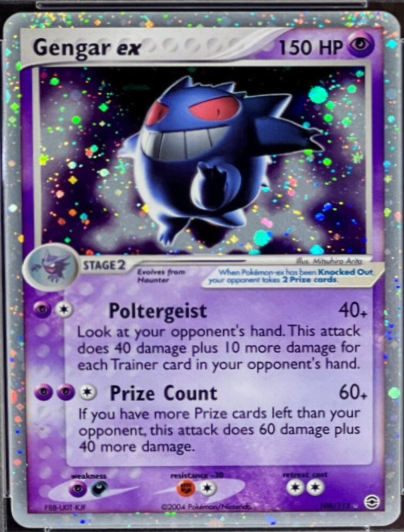 Gengar ex 150 HP
Illus. Mitsuhiro Arita
STAGE 2
Evolves from
Haunter
When Pokémon-ex has been Knocked Out,
your opponent takes 2 Prize cards.
Poltergeist 40+
Look at your opponent's hand. This attack
does 40 damage plus 10 more damage for
each Trainer card in your opponent's hand.
Prize Count 60+
If you have more Prize cards left than your
opponent, this attack does 60 damage plus
40 more damage.
weakness resistance -30 retreat cost
©2004 Pokémon/Nintendo